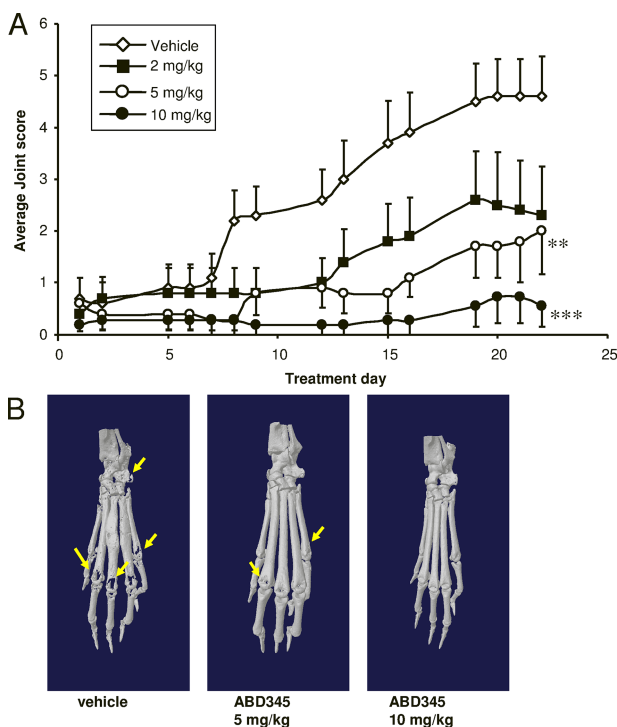 A
6
5
4
3
2
1
0
Average Joint score
Vehicle
2 mg/kg
5 mg/kg
10 mg/kg
**
***
0
5
10
15
20
25
Treatment day
B
vehicle
ABD345
5 mg/kg
ABD345
10 mg/kg